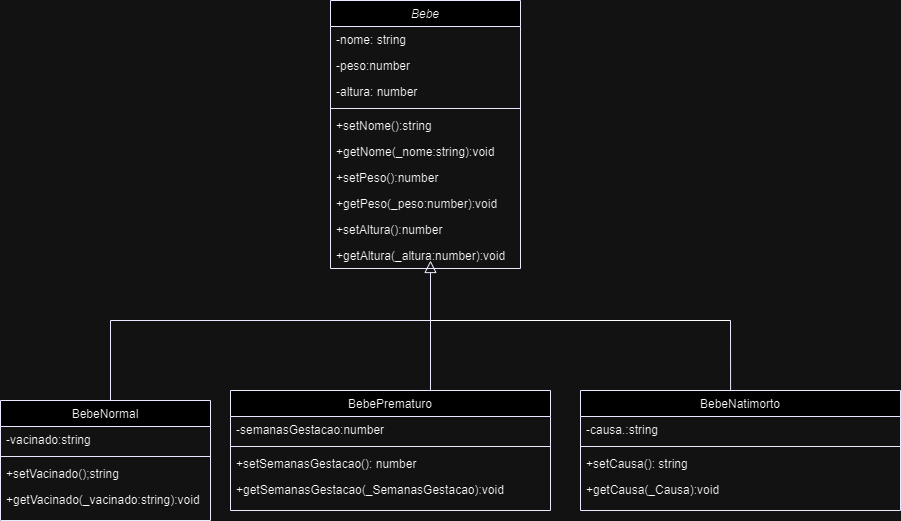 Bebe
-nome: string
-peso:number
-altura: number
+setNome():string
+getNome(_nome:string):void
+setPeso():number
+getPeso(_peso:number):void
+setAltura():number
+getAltura(_altura:number):void
BebeNormal
-vacinado:string
+setVacinado();string
+getVacinado(_vacinado:string):void
BebePrematuro
-semanasGestacao:number
+setSemanasGestacao(): number
+getSemanasGestacao(_SemanasGestacao):void
BebeNatimorto
-causa.:string
+setCausa(): string
+getCausa(_Causa):void